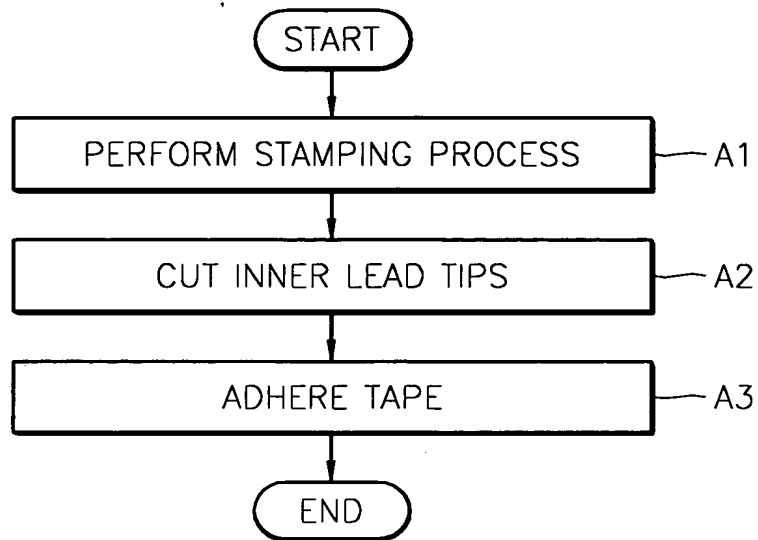 START
PERFORM STAMPING PROCESS
A1
CUT INNER LEAD TIPS
A2
ADHERE TAPE
A3
END